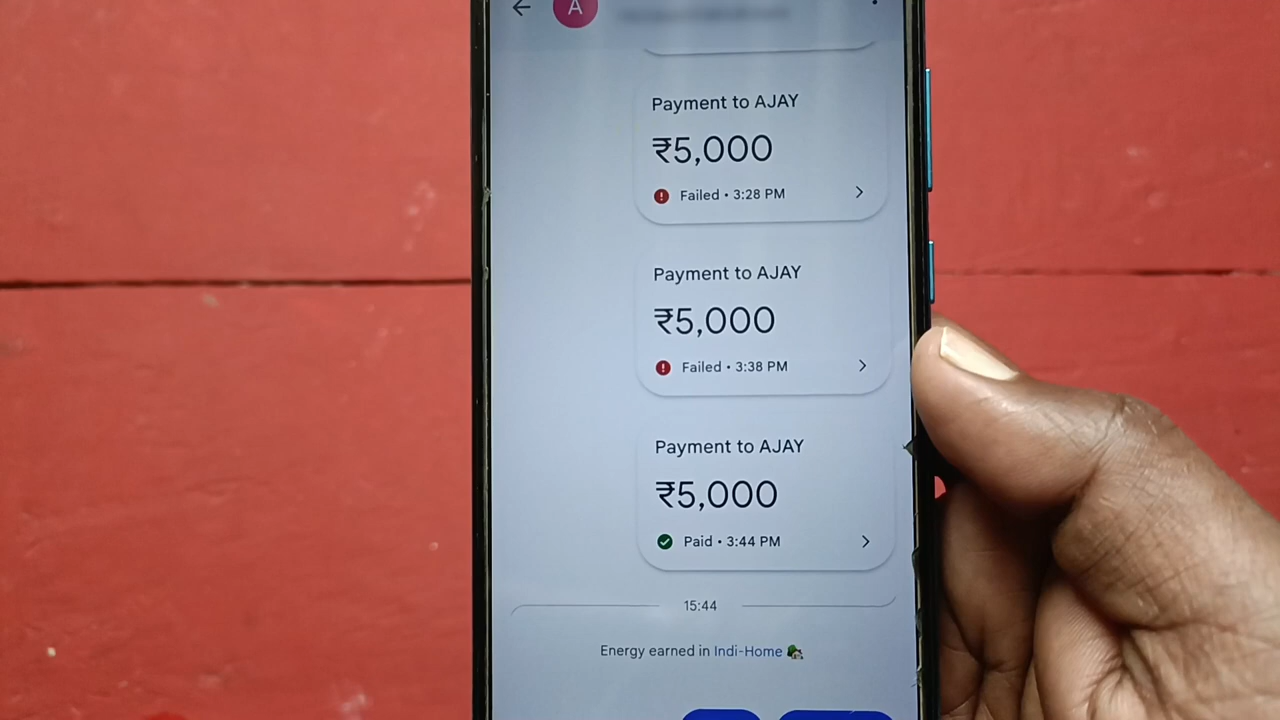 A
Payment to AJAY
₹5,000
Failed • 3:28 PM
Payment to AJAY
₹5,000
Failed • 3:38 PM
Payment to AJAY
₹5,000
Paid • 3:44 PM
15:44
Energy earned in Indi-Home